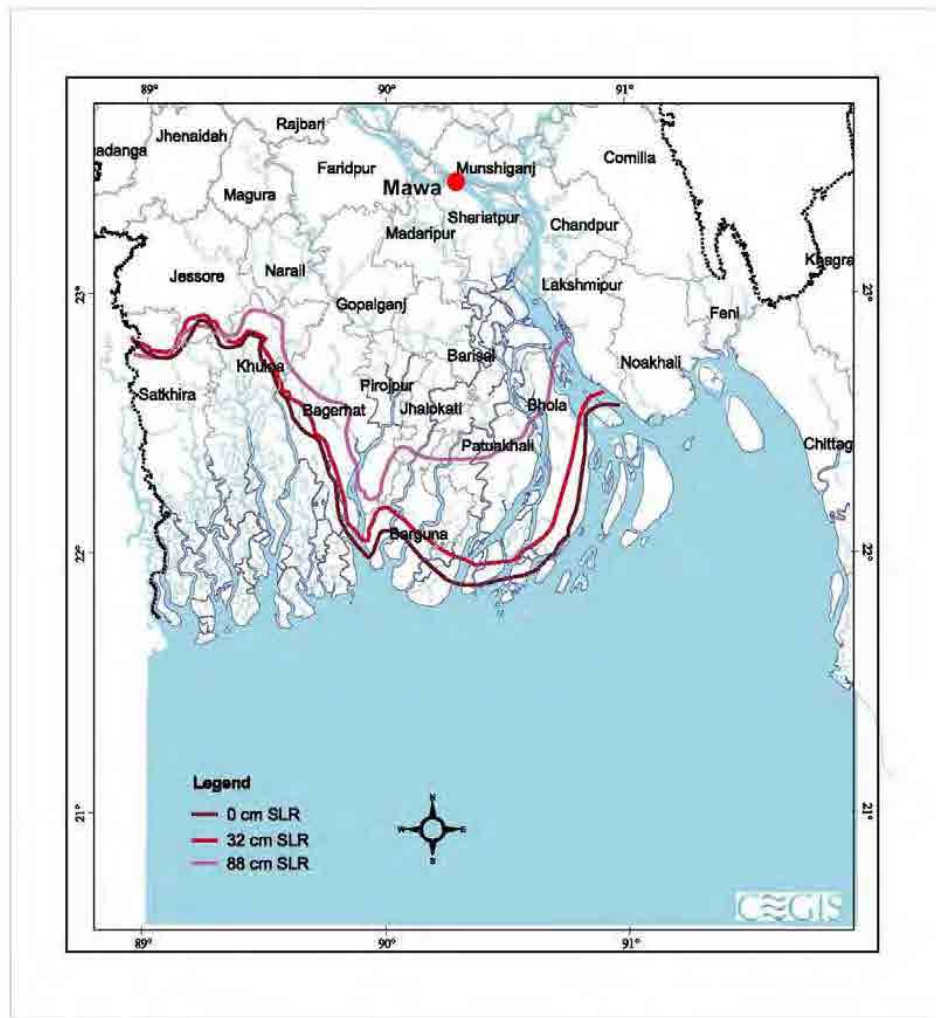 89°
90°
91°
Jhenaidah
Rajbari
Comilla
adanga
Faridpur
Munshiganj
Mawa
Magura
Shariatpur
Chandpur
Madaripur
Khagra
Jessore
Narail
Lakshmipur
23°
23°
Gopalganj
Feni
Barisal
Noakhali
Khulna
Satkhira
Pirojpur
Bagerhat
Jhalokati
Bhola
Patuakhali
Chittag
Barguna
22°
22°
Legend
0 cm SLR
32 cm SLR
88 cm SLR
N
W
E
S
21°
21°
CEGIS
89°
90°
91°